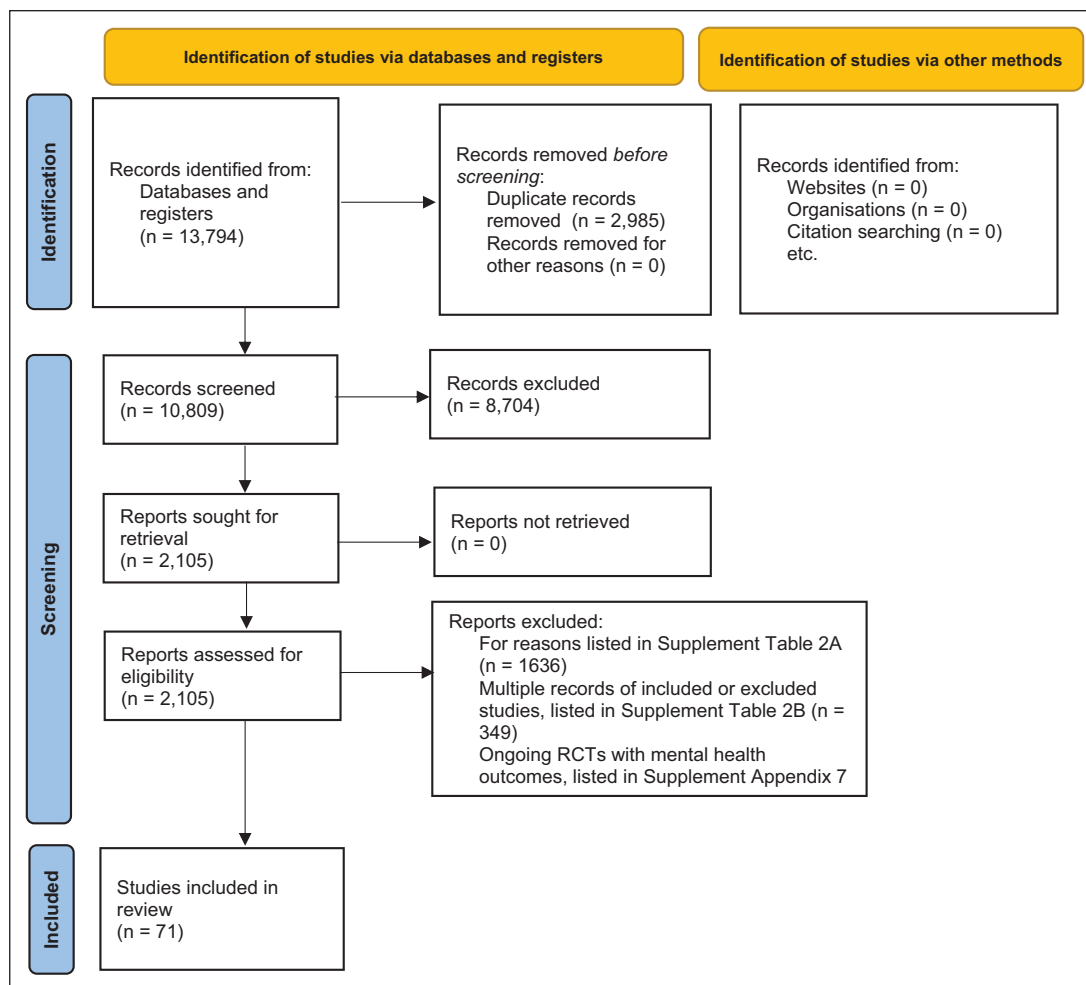 Identification of studies via databases and registers
Identification of studies via other methods
Identification
Records identified from:
Databases and
registers
(n = 13,794)
Records removed before
screening:
Duplicate records
removed (n = 2,985)
Records removed for
other reasons (n = 0)
Records identified from:
Websites (n = 0)
Organisations (n = 0)
Citation searching (n = 0)
etc.
Screening
Records screened
(n = 10,809)
Records excluded
(n = 8,704)
Reports sought for
retrieval
(n = 2,105)
Reports not retrieved
(n = 0)
Reports assessed for
eligibility
(n = 2,105)
Reports excluded:
For reasons listed in Supplement Table 2A
(n = 1636)
Multiple records of included or excluded
studies, listed in Supplement Table 2B (n =
349)
Ongoing RCTs with mental health
outcomes, listed in Supplement Appendix 7
Included
Studies included in
review
(n = 71)